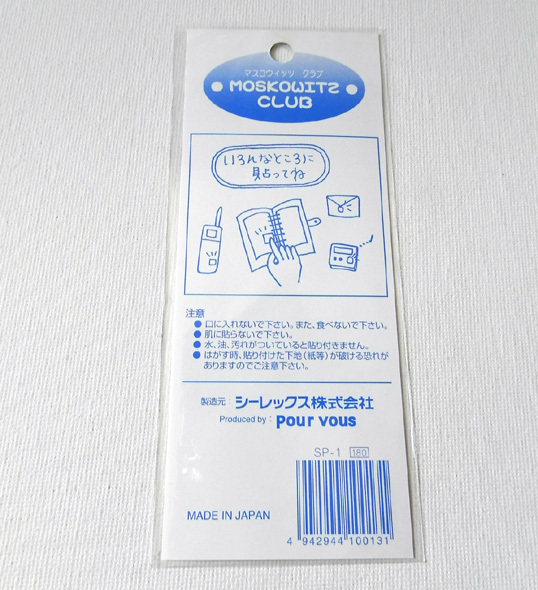 マスコウィッツ クラブ
MOSKOWITZ
CLUB
いろんなところに
貼ってね
注意
●口に入れないで下さい。また、食べないで下さい。
●肌に貼らないで下さい。
●水、油、汚れがついていると貼り付きません。
●はがす時、貼り付けた下地(紙等)が破ける恐れが
ありますのでご注意下さい。
製造元: シーレックス株式会社
Produced by: pour vous
SP-1 180
MADE IN JAPAN
4 942944 100131